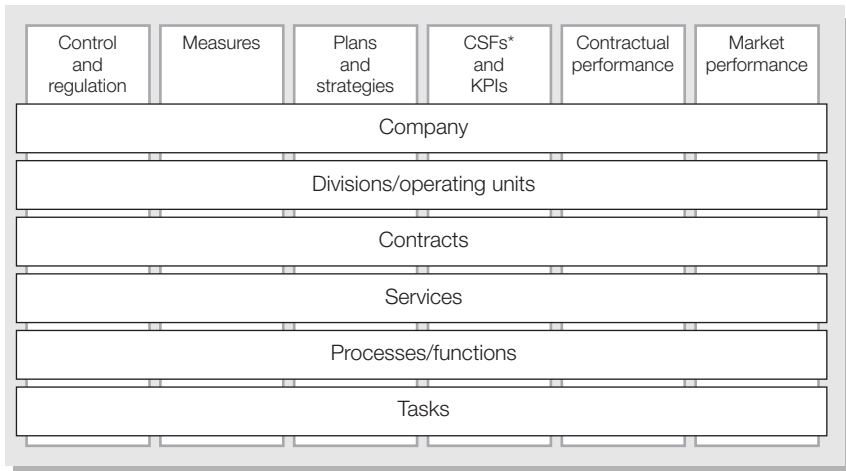 Control
and
regulation
Measures
Plans
and
strategies
CSFs*
and
KPIs
Contractual
performance
Market
performance
Company
Divisions/operating units
Contracts
Services
Processes/functions
Tasks